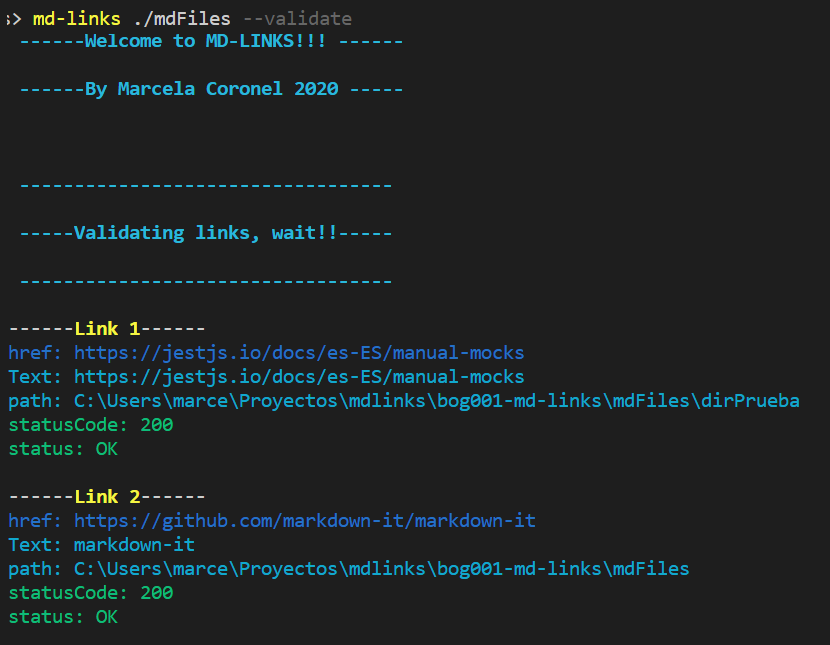 > md-links ./mdFiles --validate
------Welcome to MD-LINKS!!! ------
------By Marcela Coronel 2020 -----
----------------------------------
-----Validating links, wait!!-----
----------------------------------
------Link 1------
href: https://jestjs.io/docs/es-ES/manual-mocks
Text: https://jestjs.io/docs/es-ES/manual-mocks
path: C:\Users\marce\Proyectos\mdlinks\bog001-md-links\mdFiles\dirPrueba
statusCode: 200
status: OK
------Link 2------
href: https://github.com/markdown-it/markdown-it
Text: markdown-it
path: C:\Users\marce\Proyectos\mdlinks\bog001-md-links\mdFiles
statusCode: 200
status: OK